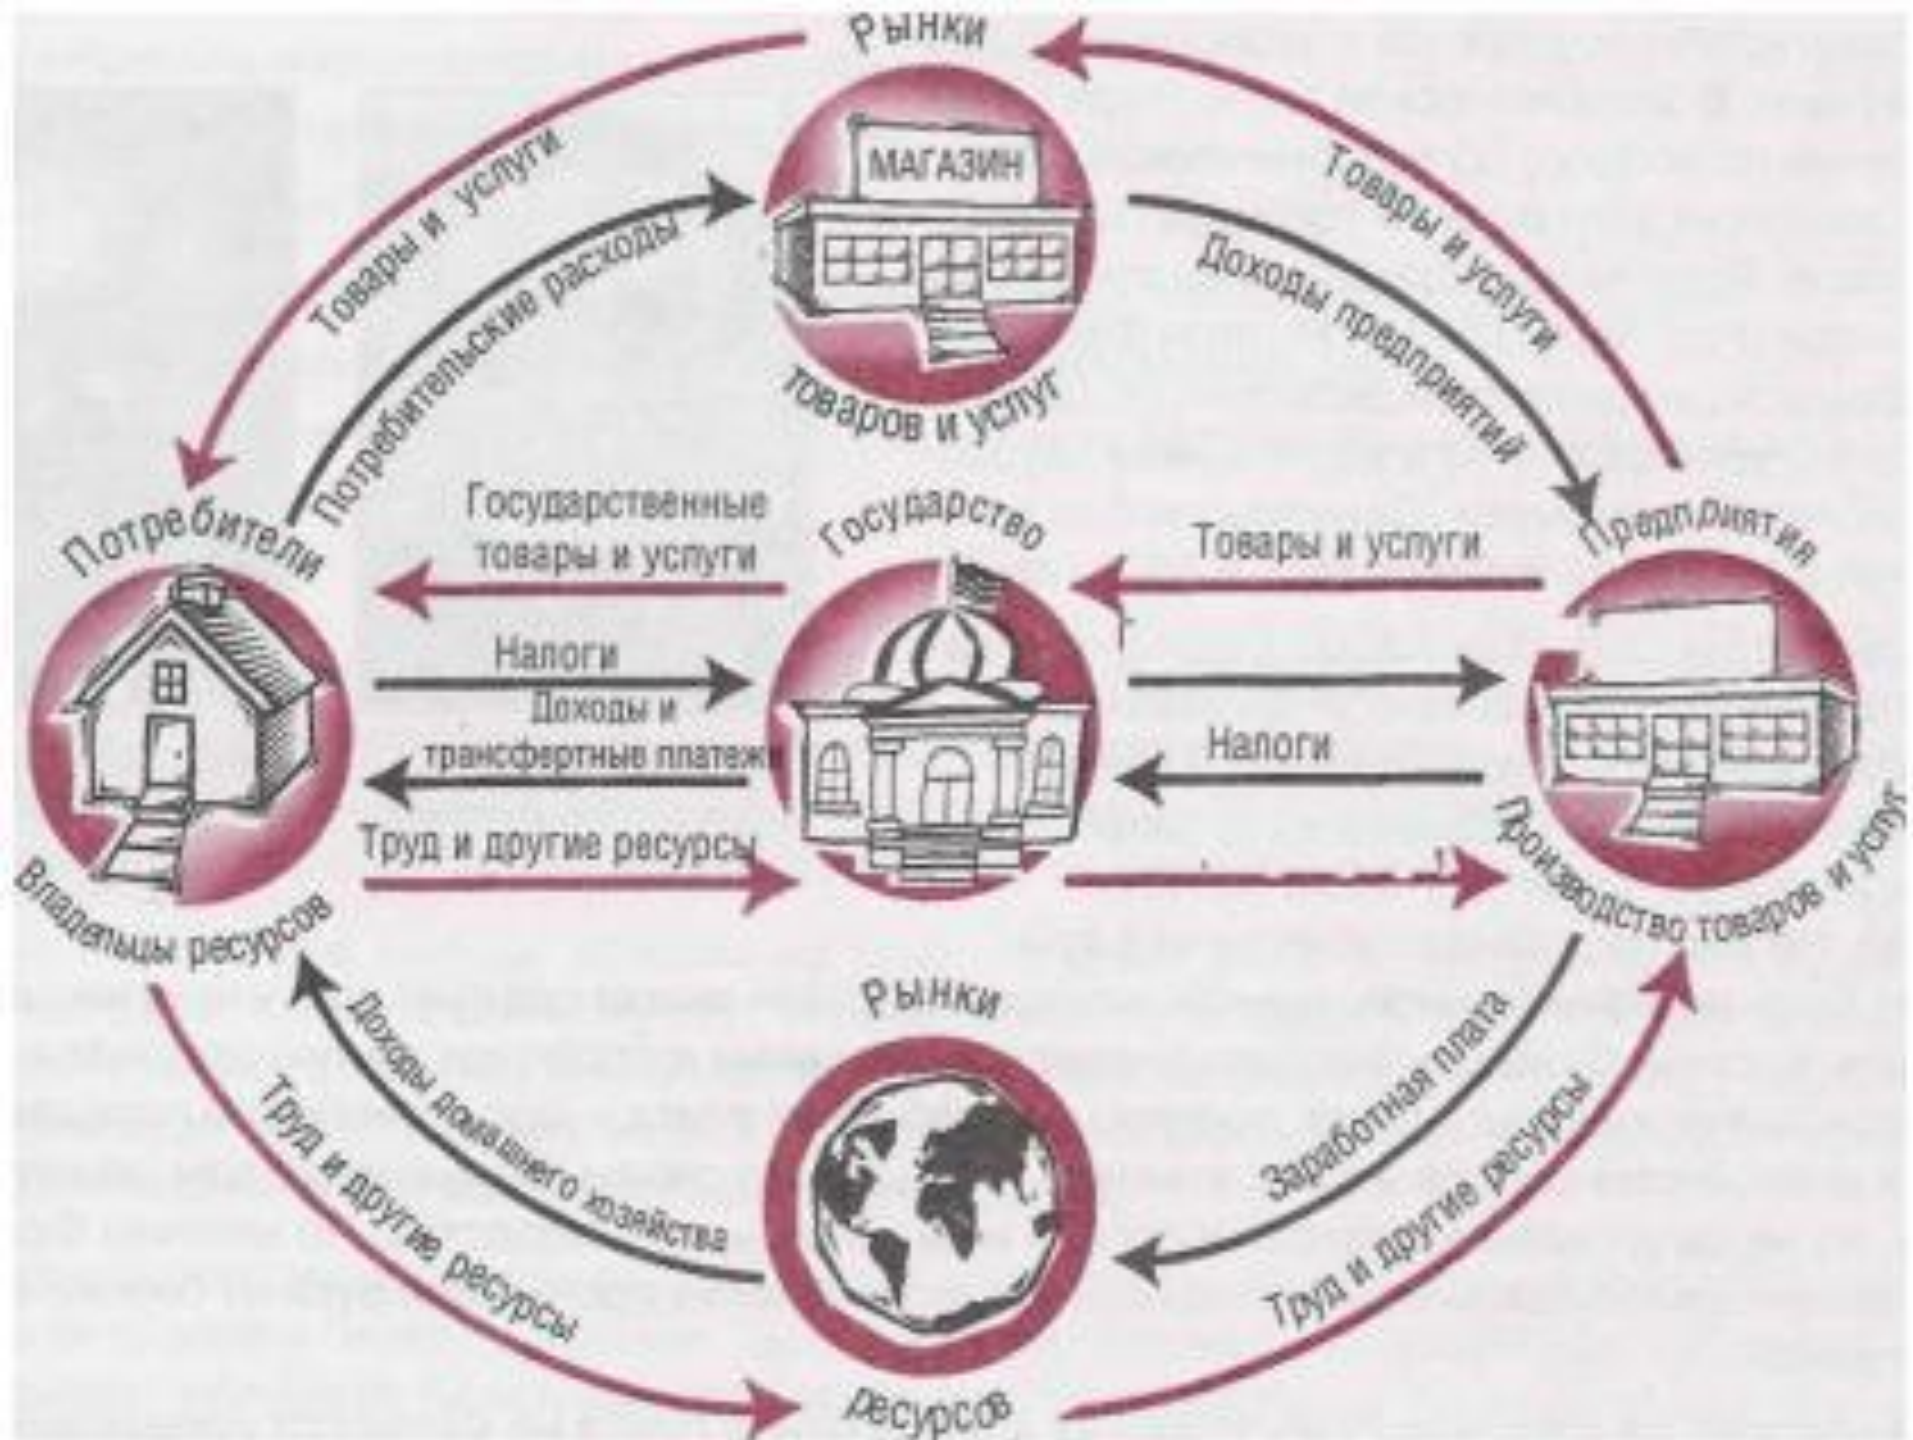 Рынки
МАГАЗИН
товаров и услуг
Товары и услуги
Потребительские расходы
Товары и услуги
Доходы предприятий
Потребители
Государственные
товары и услуги
Налоги
Доходы и
трансфертные платежи
Труд и другие ресурсы
Владельцы ресурсов
Государство
Товары и услуги
Налоги
Предприятия
Производство товаров и услуг
Доходы домашнего хозяйства
Труд и другие ресурсы
Рынки
ресурсов
Заработная плата
Труд и другие ресурсы